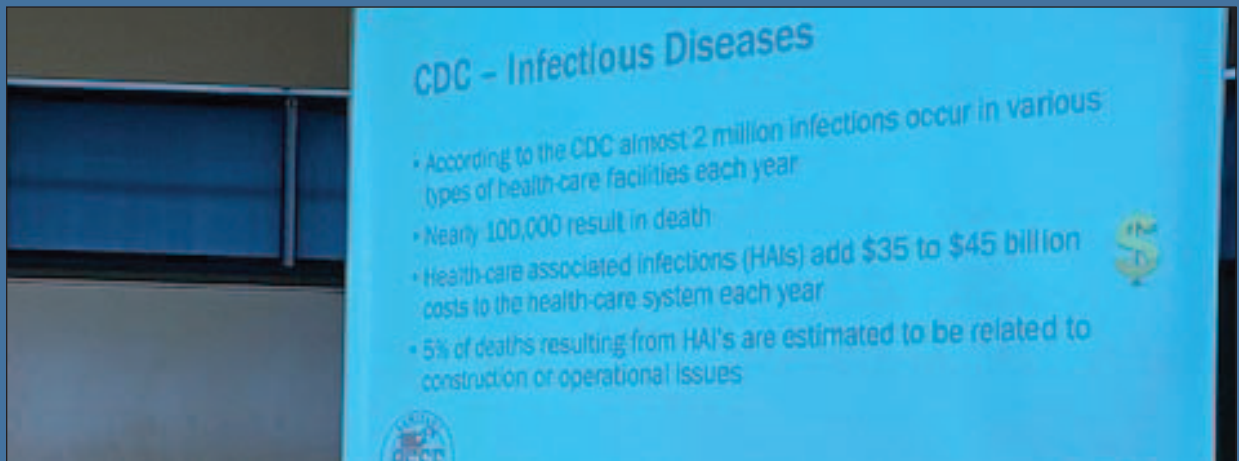 CDC – Infectious Diseases
• According to the CDC almost 2 million infections occur in various
types of health-care facilities each year
• Nearly 100,000 result in death
• Health-care associated infections (HAIs) add $35 to $45 billion
costs to the health-care system each year
$
• 5% of deaths resulting from HAI's are estimated to be related to
construction or operational issues